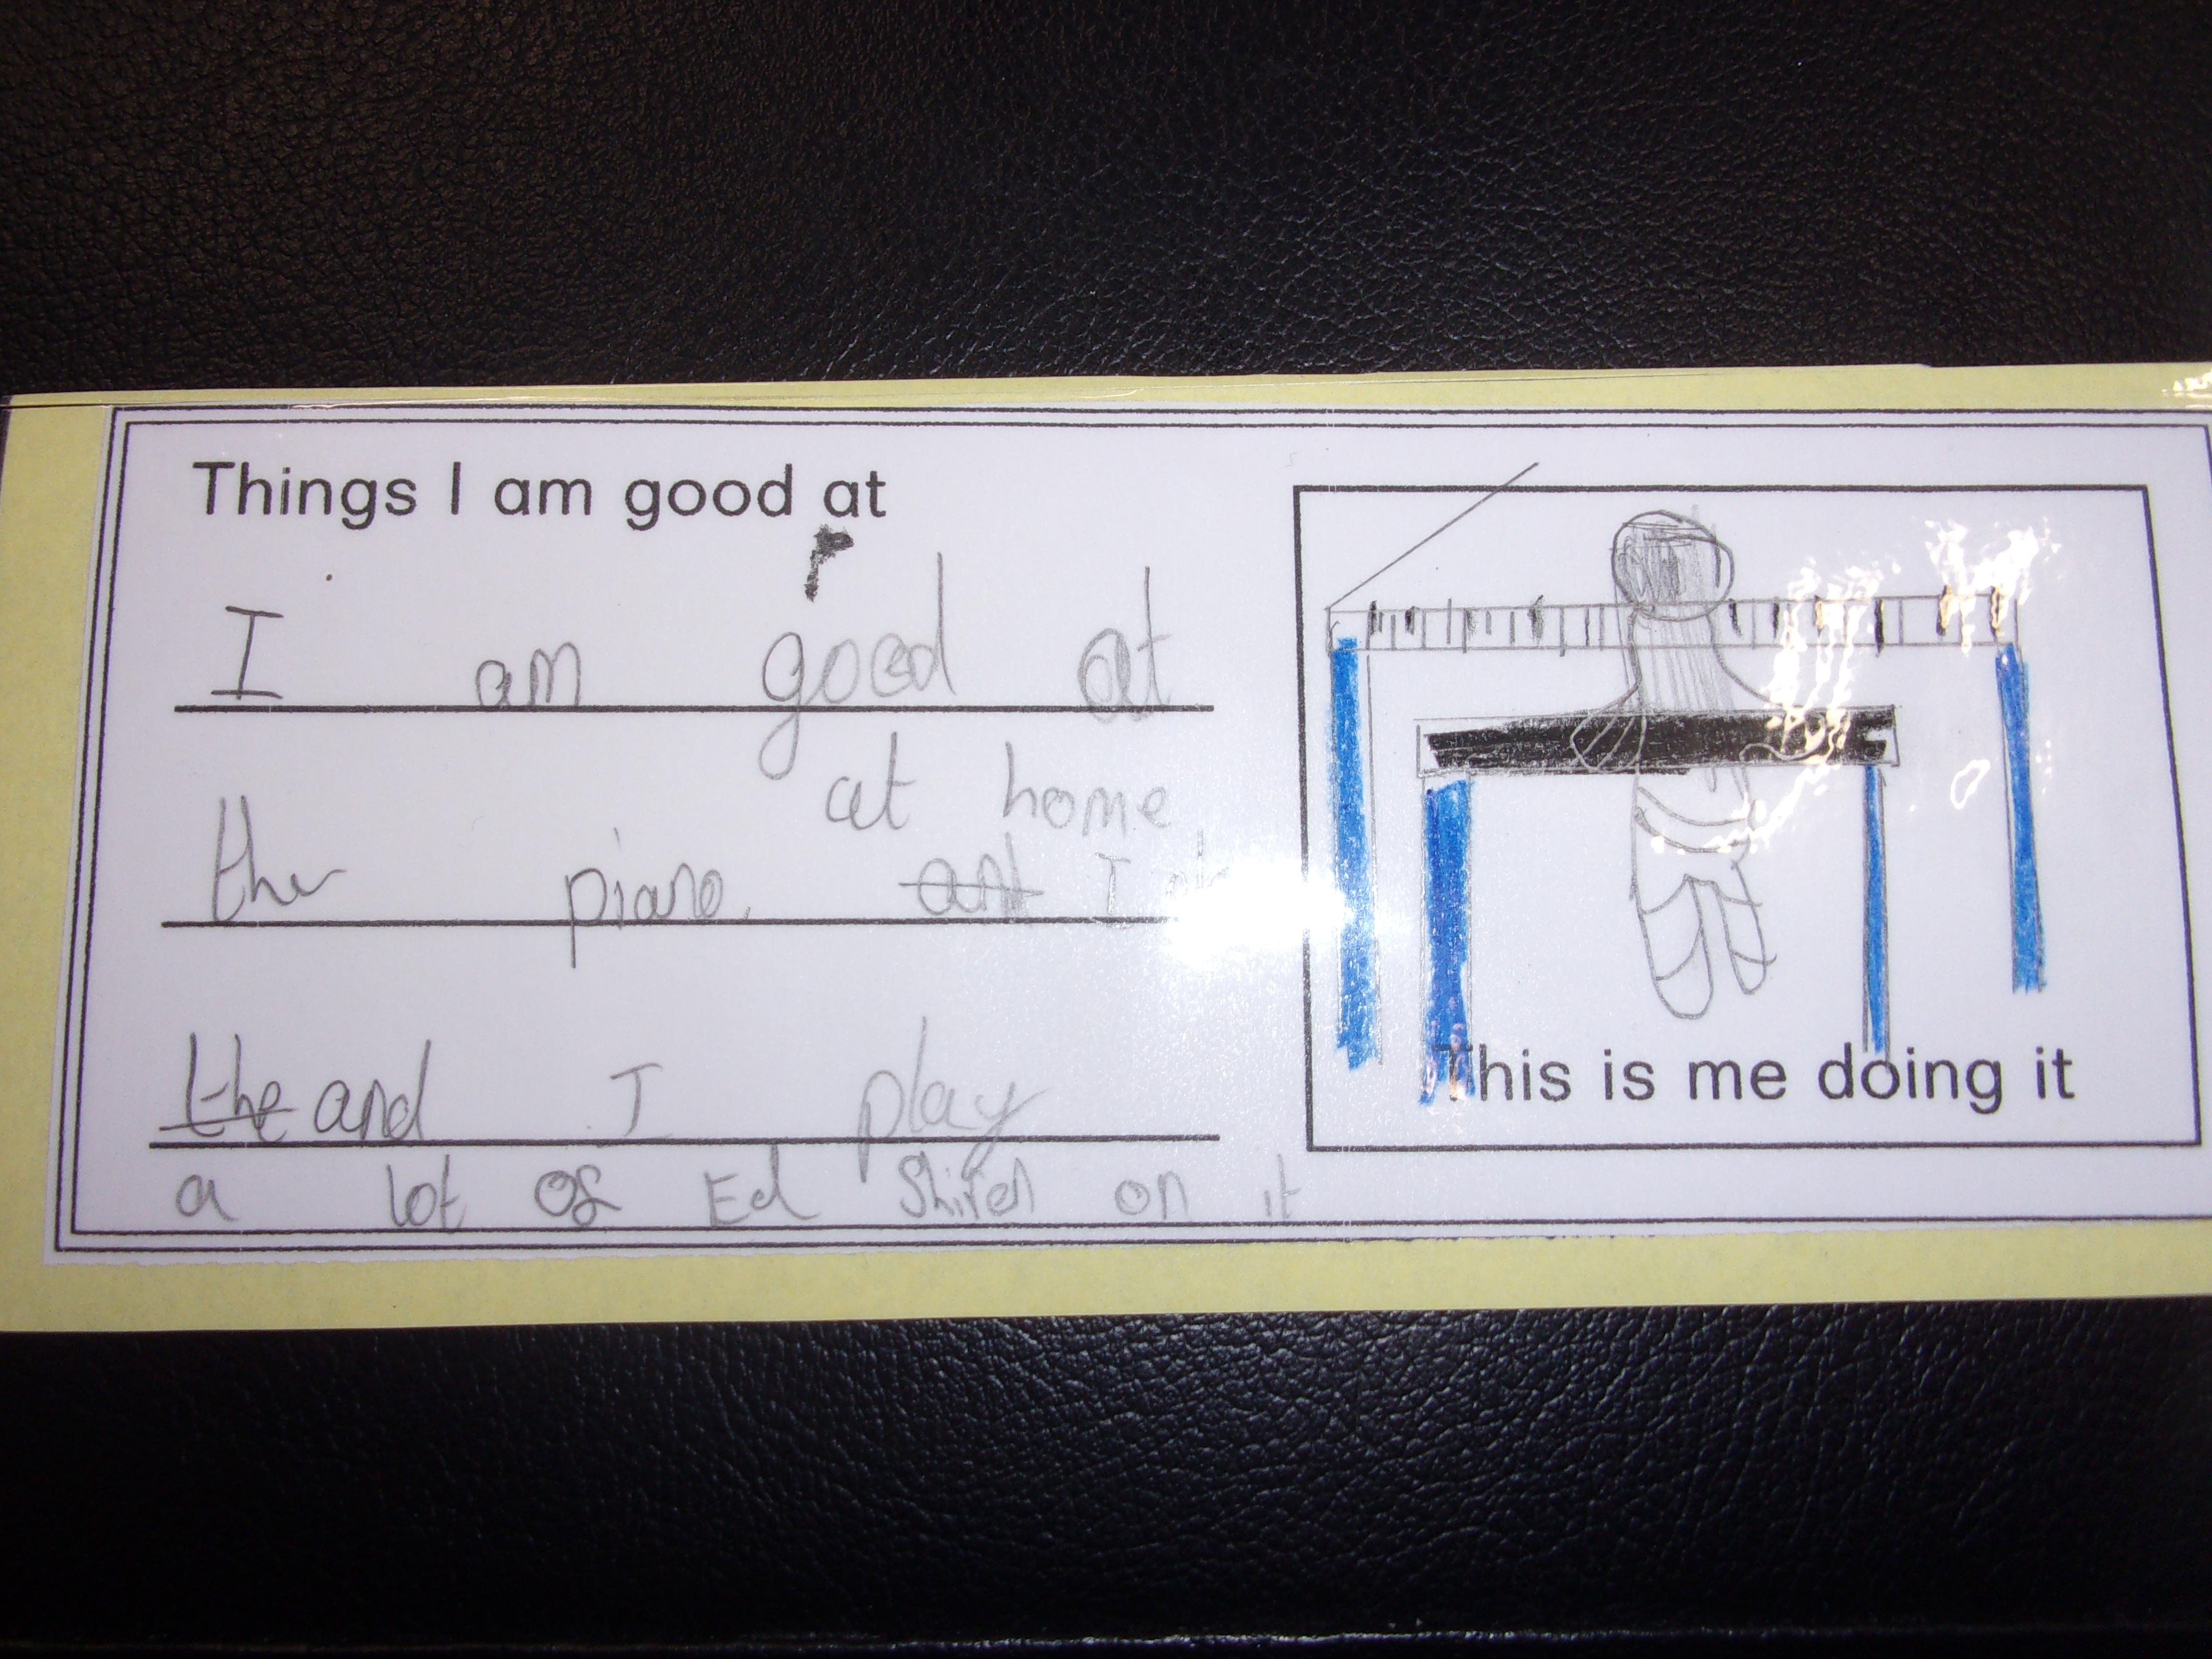 Things I am good at
I am good at
at home
the piano. ant I do
the and I play
a lot of Ed Shiren on it
This is me doing it